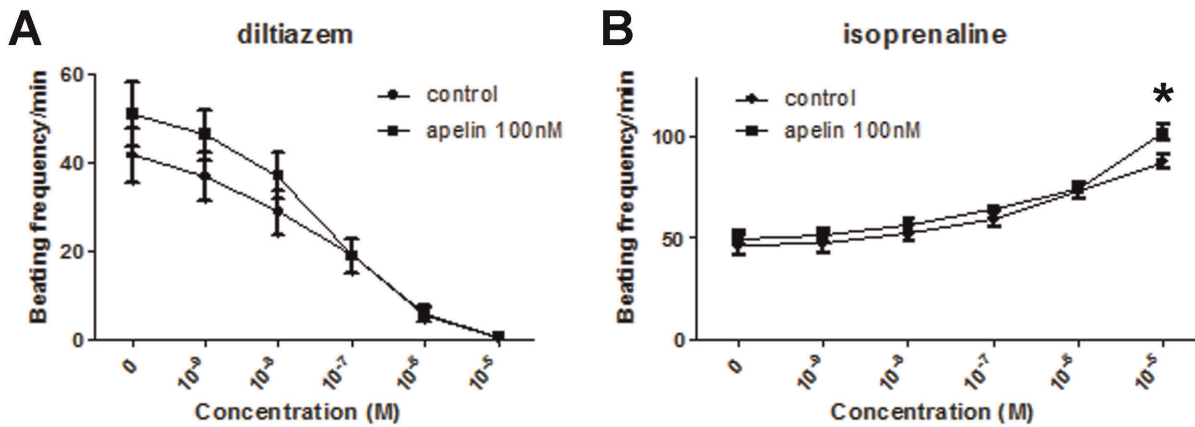 A
diltiazem
Beating frequency/min
60
40
20
0
control
apelin 100nM
0
10⁻⁹
10⁻⁸
10⁻⁷
10⁻⁶
10⁻⁵
Concentration (M)
B
isoprenaline
Beating frequency/min
100
50
0
control
apelin 100nM
*
0
10⁻⁹
10⁻⁸
10⁻⁷
10⁻⁶
10⁻⁵
Concentration (M)